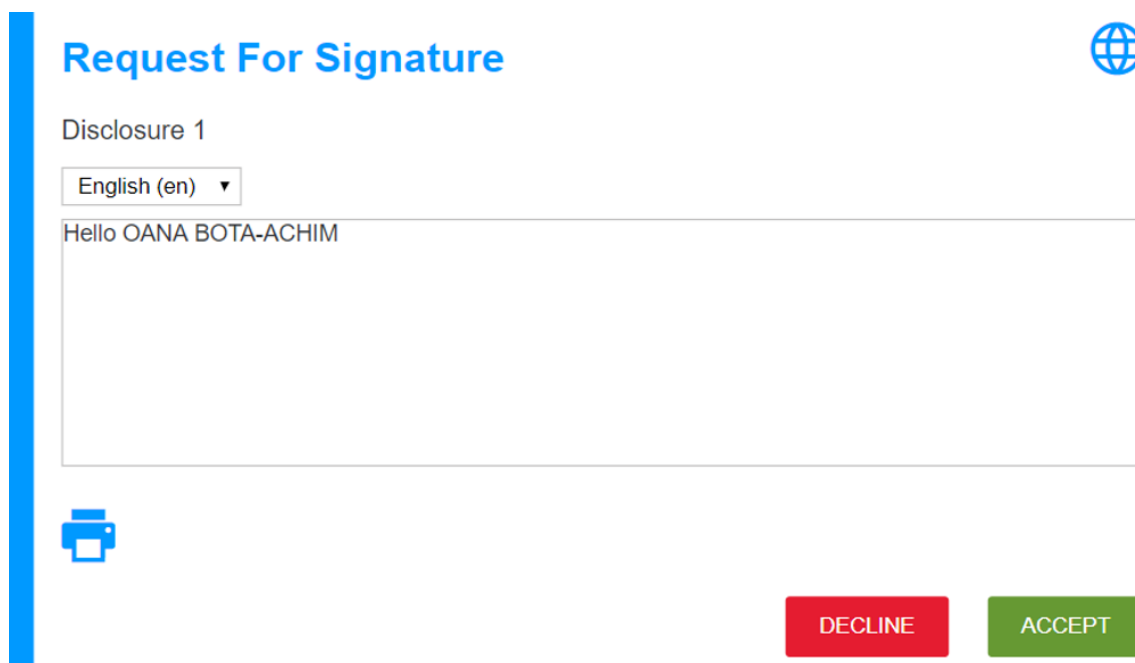 Request For Signature
Disclosure 1
English (en)
Hello OANA BOTA-ACHIM
DECLINE
ACCEPT